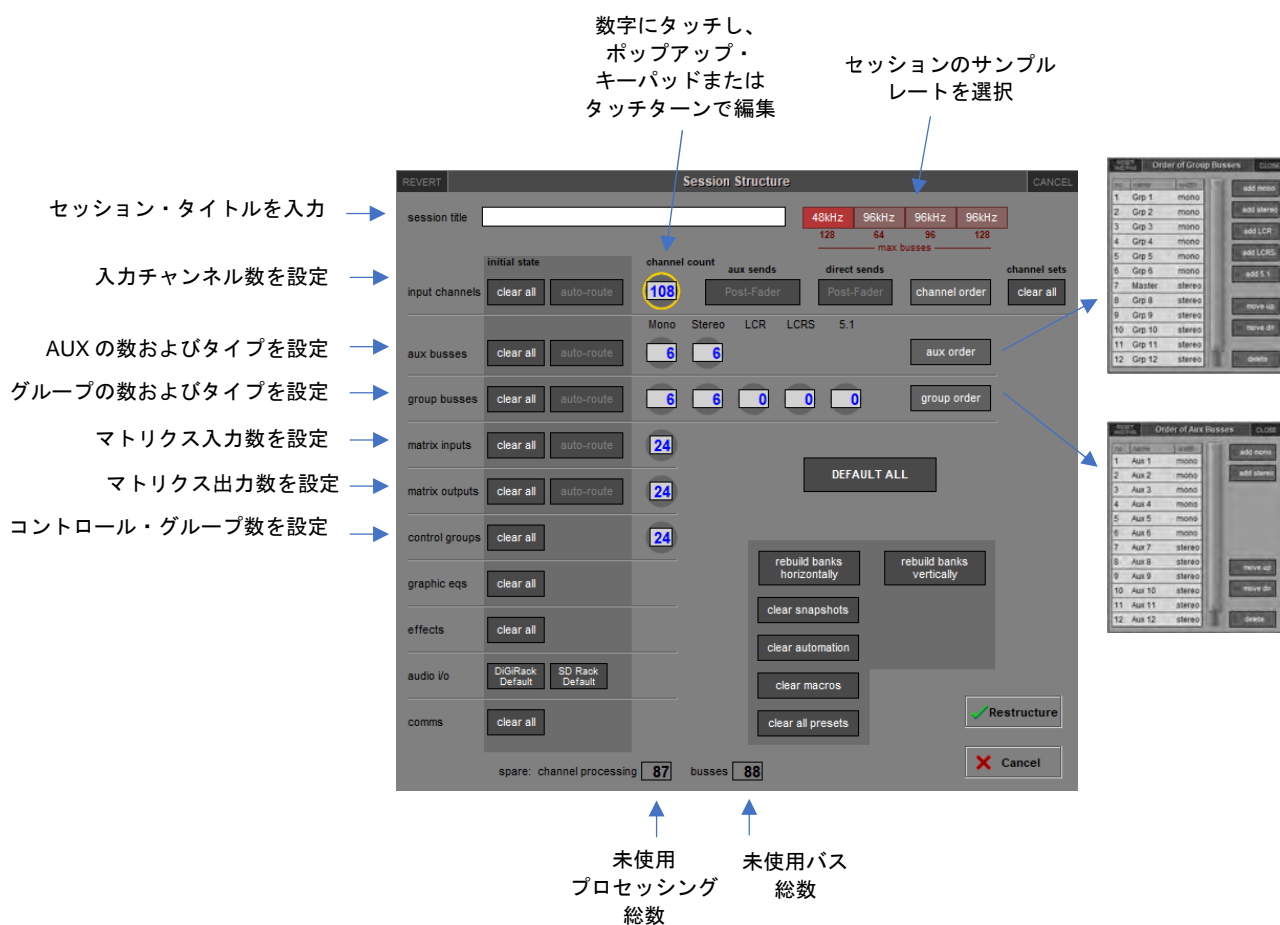 数字にタッチし、
ポップアップ・
キーパッドまたは
タッチターンで編集
セッションのサンプル
レートを選択
セッション・タイトルを入力
入力チャンネル数を設定
AUX の数およびタイプを設定
グループの数およびタイプを設定
マトリクス入力数を設定
マトリクス出力数を設定
コントロール・グループ数を設定
REVERT Session Structure CANCEL
session title 48kHz 96kHz 96kHz 96kHz
128 64 96 128
max busses
initial state channel count aux sends direct sends channel sets
input channels clear all auto-route 108 Post-Fader Post-Fader channel order clear all
Mono Stereo LCR LCRS 5.1
aux busses clear all auto-route 6 6 aux order
group busses clear all auto-route 6 6 0 0 0 group order
matrix inputs clear all auto-route 24
DEFAULT ALL
matrix outputs clear all auto-route 24
control groups clear all 24
rebuild banks horizontally rebuild banks vertically
graphic eqs clear all
clear snapshots
effects clear all
clear automation
audio i/o DiGiRack Default SD Rack Default
clear macros
comms clear all
clear all presets
Restructure
Cancel
spare: channel processing 87 busses 88
未使用
プロセッシング
総数
未使用バス
総数
Order of Group Busses CLOSE
no name width
1 Grp 1 mono
2 Grp 2 mono
3 Grp 3 mono
4 Grp 4 mono
5 Grp 5 mono
6 Grp 6 mono
7 Master stereo
8 Grp 8 stereo
9 Grp 9 stereo
10 Grp 10 stereo
11 Grp 11 stereo
12 Grp 12 stereo
add mono
add stereo
add LCR
add LCRS
add 5.1
move up
move dn
delete
Order of Aux Busses CLOSE
no name width
1 Aux 1 mono
2 Aux 2 mono
3 Aux 3 mono
4 Aux 4 mono
5 Aux 5 mono
6 Aux 6 mono
7 Aux 7 stereo
8 Aux 8 stereo
9 Aux 9 stereo
10 Aux 10 stereo
11 Aux 11 stereo
12 Aux 12 stereo
add mono
add stereo
move up
move dn
delete